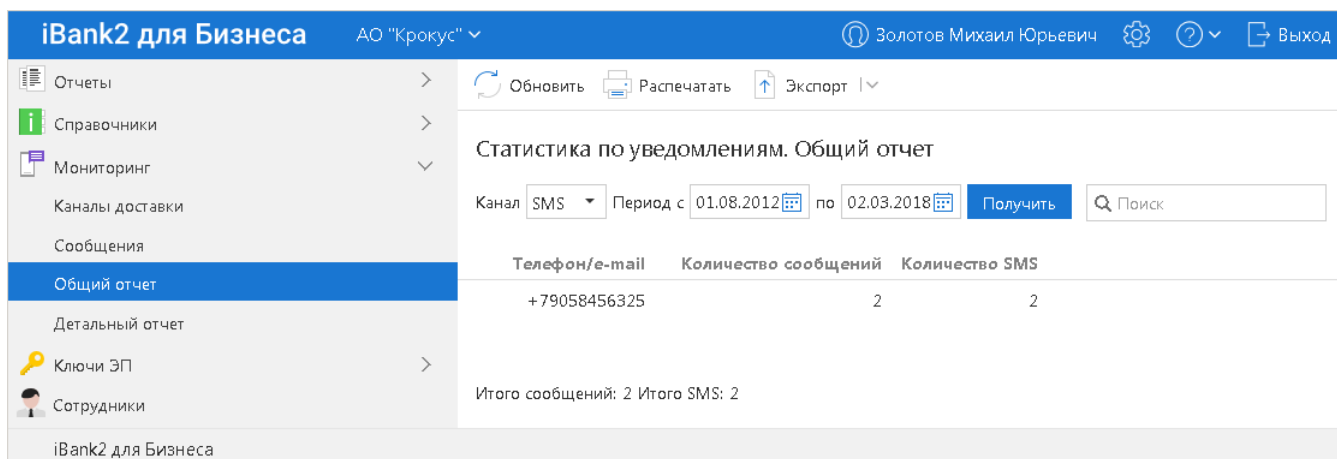 iBank2 для Бизнеса АО "Крокус" Золотов Михаил Юрьевич Выход
Отчеты
Справочники
Мониторинг
Каналы доставки
Сообщения
Общий отчет
Детальный отчет
Ключи ЭП
Сотрудники
Обновить Распечатать Экспорт
Статистика по уведомлениям. Общий отчет
Канал SMS Период с 01.08.2012 по 02.03.2018 Получить Поиск
Телефон/e-mail Количество сообщений Количество SMS
+79058456325 2 2
Итого сообщений: 2 Итого SMS: 2
iBank2 для Бизнеса